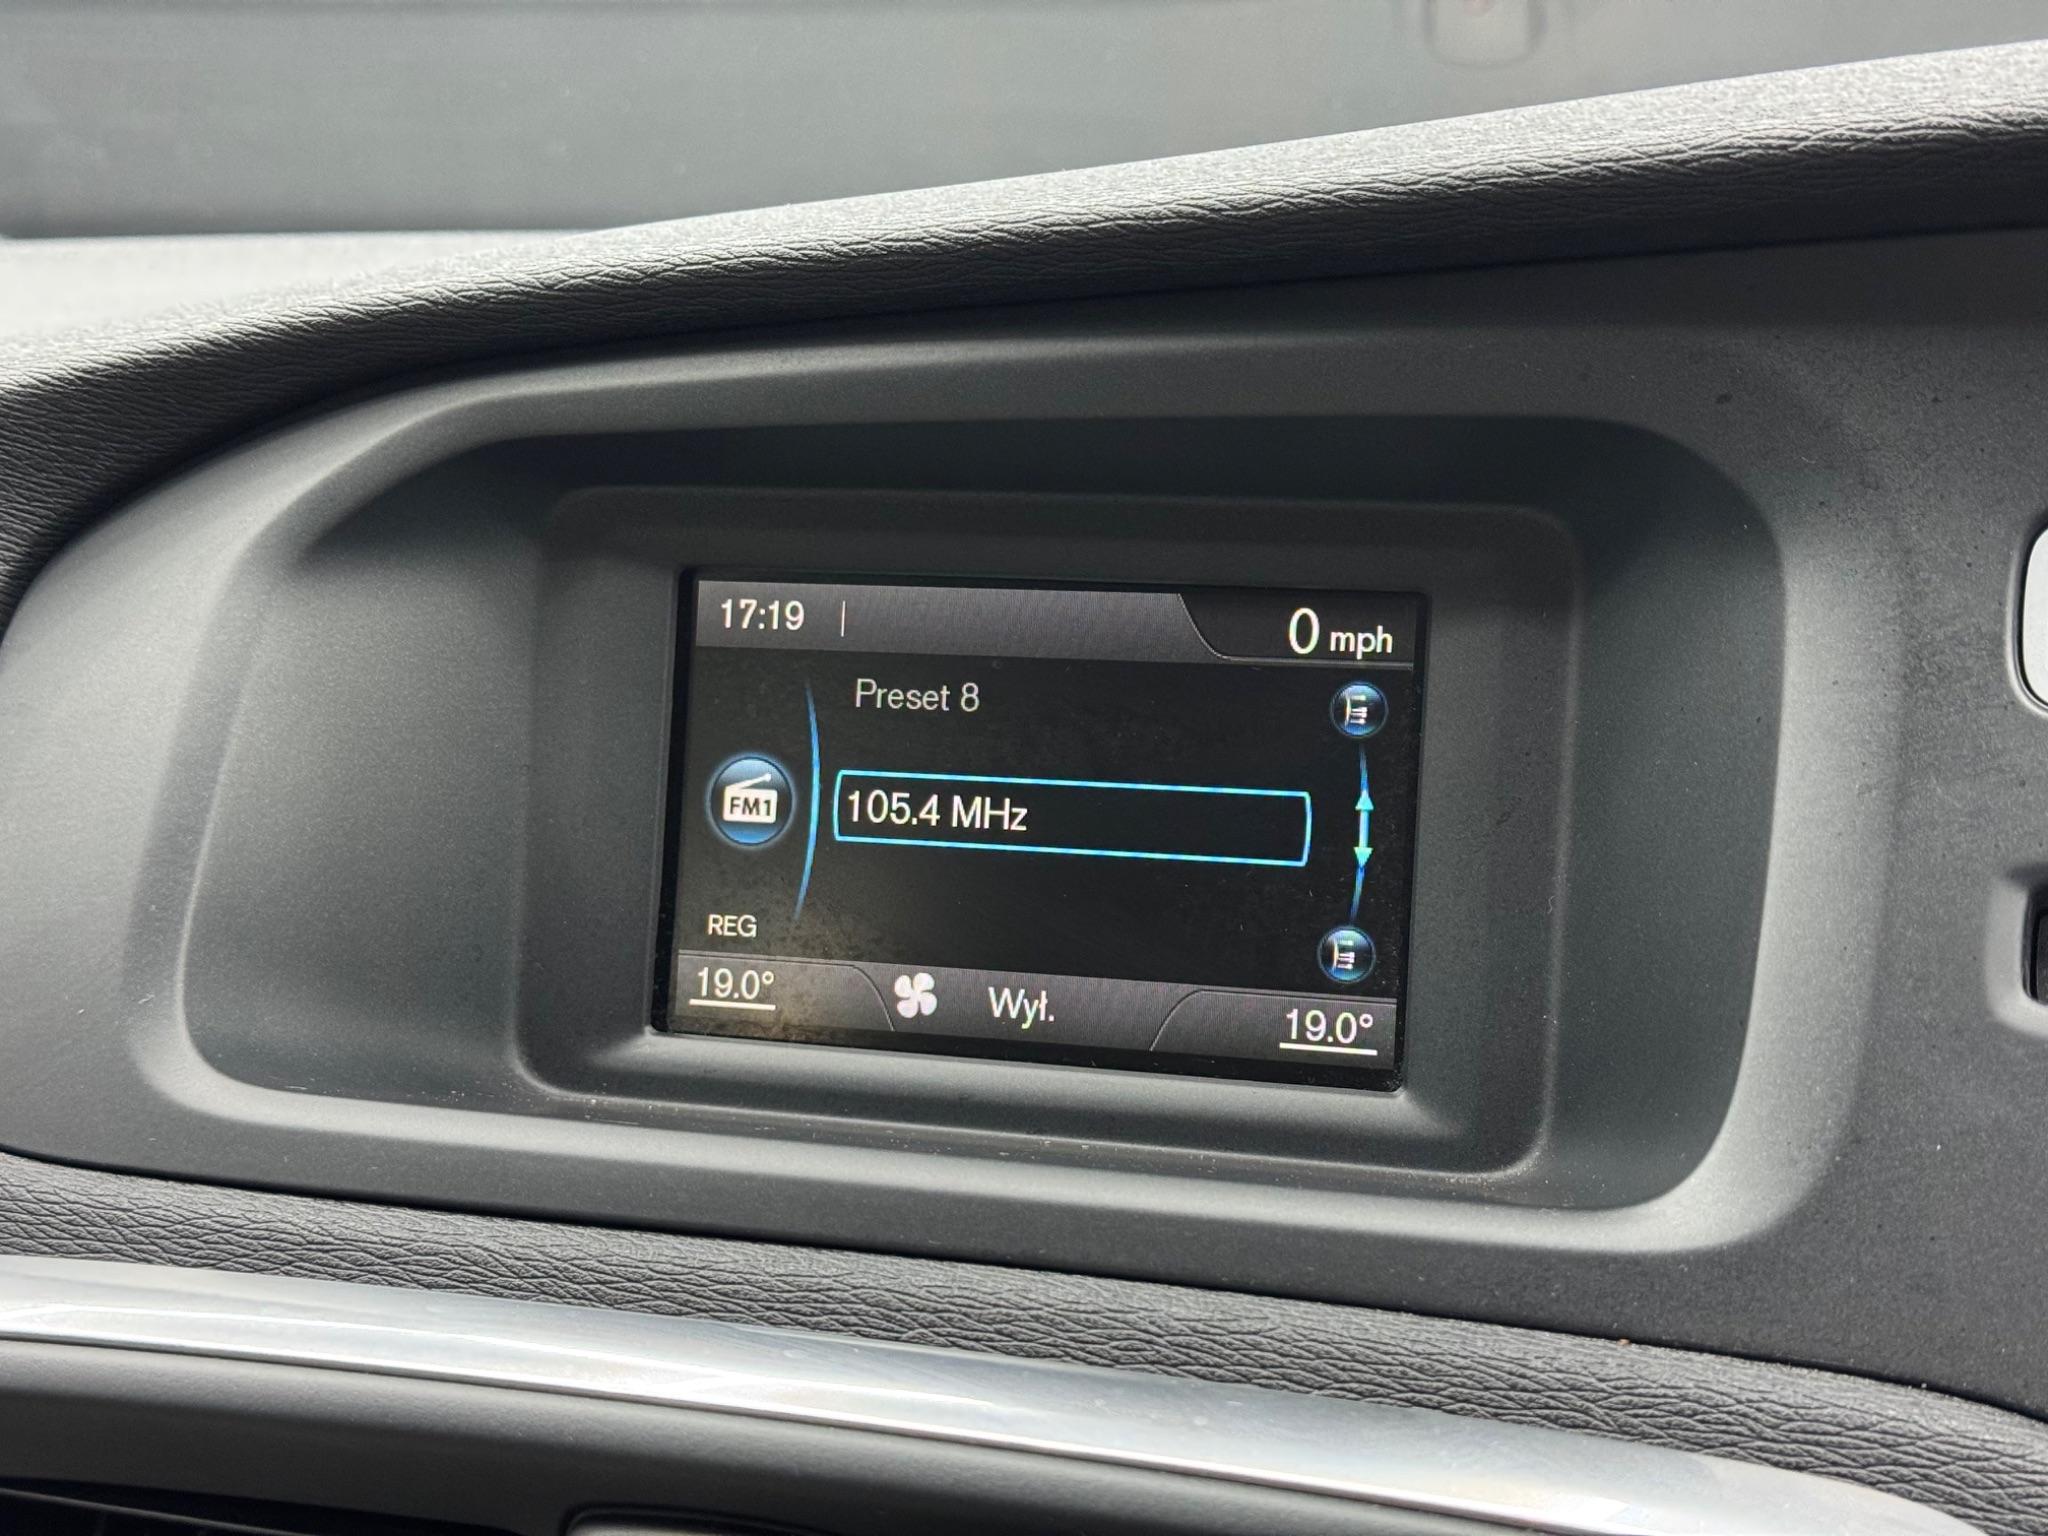 17:19 | 0 mph
Preset 8
FM1
105.4 MHz
REG
19.0° Wył. 19.0°